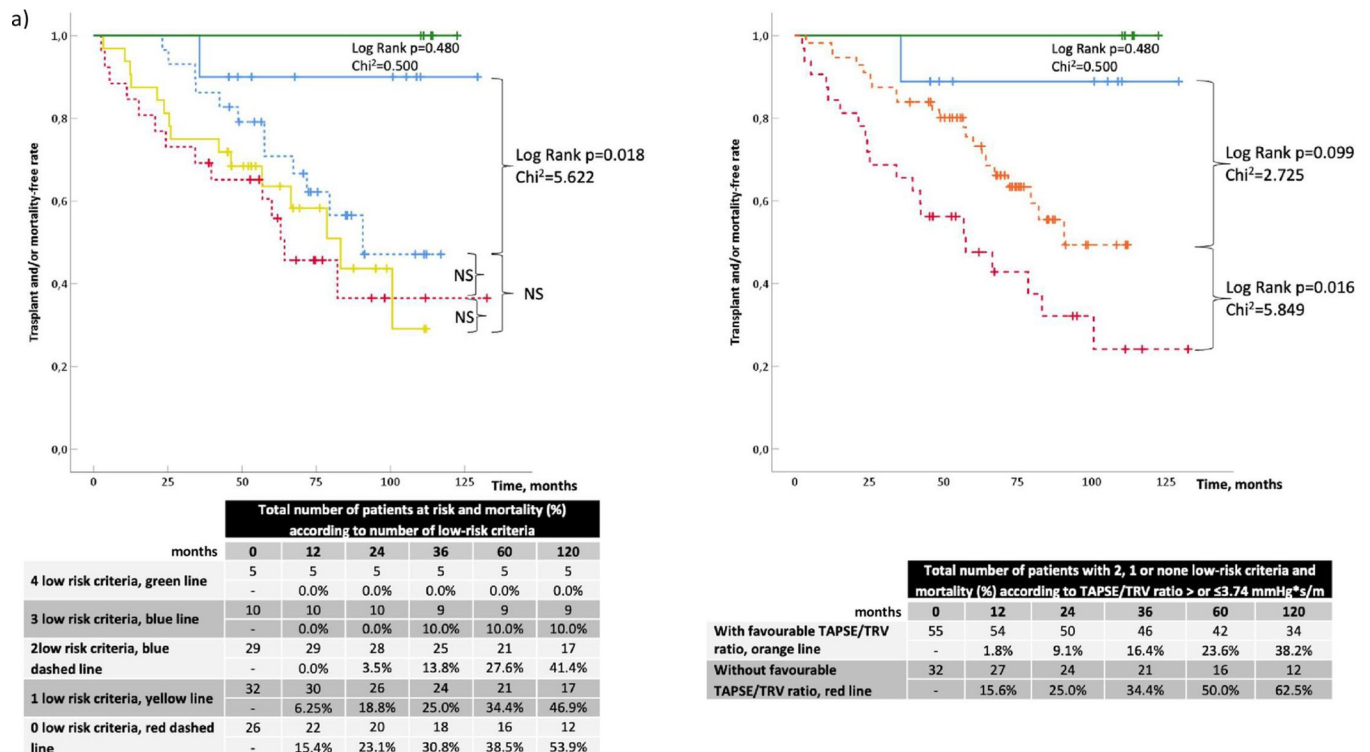 a)
Trasplant and/or mortality-free rate
1,0
0,8
0,6
0,4
0,2
0,0
Log Rank p=0.480
Chi²=0.500
Log Rank p=0.018
Chi²=5.622
NS
NS
NS
0 25 50 75 100 125 Time, months
Total number of patients at risk and mortality (%)
according to number of low-risk criteria
months 0 12 24 36 60 120
4 low risk criteria, green line 5 5 5 5 5 5
- 0.0% 0.0% 0.0% 0.0% 0.0%
3 low risk criteria, blue line 10 10 10 9 9 9
- 0.0% 0.0% 10.0% 10.0% 10.0%
2low risk criteria, blue 29 29 28 25 21 17
dashed line - 0.0% 3.5% 13.8% 27.6% 41.4%
1 low risk criteria, yellow line 32 30 26 24 21 17
- 6.25% 18.8% 25.0% 34.4% 46.9%
0 low risk criteria, red dashed 26 22 20 18 16 12
line - 15.4% 23.1% 30.8% 38.5% 53.9%
Transplant and/or mortality-free rate
1,0
0,8
0,6
0,4
0,2
0,0
Log Rank p=0.480
Chi²=0.500
Log Rank p=0.099
Chi²=2.725
Log Rank p=0.016
Chi²=5.849
0 25 50 75 100 125 Time, months
Total number of patients with 2, 1 or none low-risk criteria and
mortality (%) according to TAPSE/TRV ratio > or ≤3.74 mmHg*s/m
months 0 12 24 36 60 120
With favourable TAPSE/TRV 55 54 50 46 42 34
ratio, orange line - 1.8% 9.1% 16.4% 23.6% 38.2%
Without favourable 32 27 24 21 16 12
TAPSE/TRV ratio, red line - 15.6% 25.0% 34.4% 50.0% 62.5%